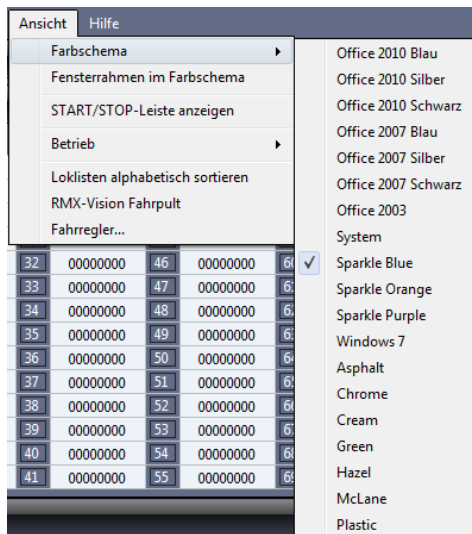 Ansicht Hilfe
Farbschema
Fensterrahmen im Farbschema
START/STOP-Leiste anzeigen
Betrieb
Loklisten alphabetisch sortieren
RMX-Vision Fahrpult
Fahrregler...
Office 2010 Blau
Office 2010 Silber
Office 2010 Schwarz
Office 2007 Blau
Office 2007 Silber
Office 2007 Schwarz
Office 2003
System
Sparkle Blue
Sparkle Orange
Sparkle Purple
Windows 7
Asphalt
Chrome
Cream
Green
Hazel
McLane
Plastic
32 00000000 46 00000000
33 00000000 47 00000000
34 00000000 48 00000000
35 00000000 49 00000000
36 00000000 50 00000000
37 00000000 51 00000000
38 00000000 52 00000000
39 00000000 53 00000000
40 00000000 54 00000000
41 00000000 55 00000000